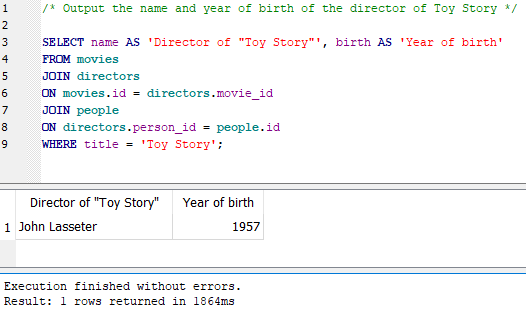 1 /* Output the name and year of birth of the director of Toy Story */
2
3 SELECT name AS 'Director of "Toy Story"', birth AS 'Year of birth'
4 FROM movies
5 JOIN directors
6 ON movies.id = directors.movie_id
7 JOIN people
8 ON directors.person_id = people.id
9 WHERE title = 'Toy Story';
Director of "Toy Story" Year of birth
1 John Lasseter 1957
Execution finished without errors.
Result: 1 rows returned in 1864ms